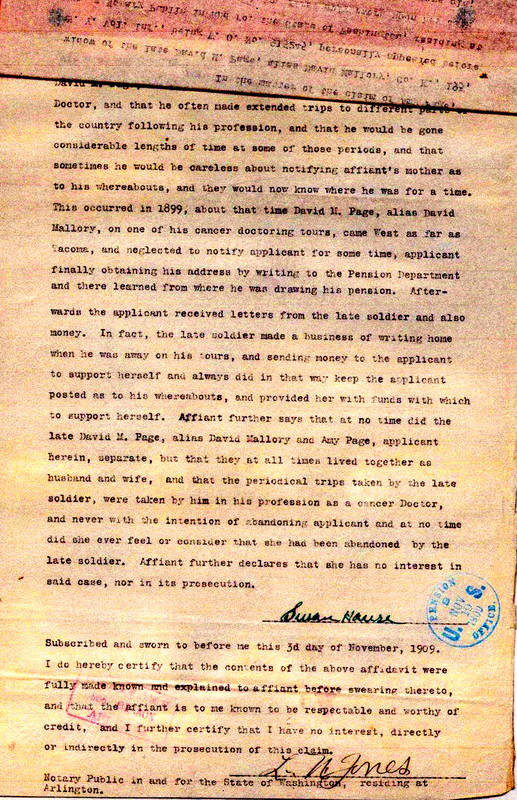 Doctor, and that he often made extended trips to different parts
the country following his profession, and that he would be gone
considerable lengths of time at some of those periods, and that
sometimes he would be careless about notifying affiant's mother as
to his whereabouts, and they would now know where he was for a time.
This occurred in 1899, about that time David M. Page, alias David
Mallory, on one of his cancer doctoring tours, came West as far as
Tacoma, and neglected to notify applicant for some time, applicant
finally obtaining his address by writing to the Pension Department
and there learned from where he was drawing his pension. After-
wards the applicant received letters from the late soldier and also
money. In fact, the late soldier made a business of writing home
when he was away on his tours, and sending money to the applicant
to support herself and always did in that way keep the applicant
posted as to his whereabouts, and provided her with funds with which
to support herself. Affiant further says that at no time did the
late David M. Page, alias David Mallory and Amy Page, applicant
herein, separate, but that they at all times lived together as
husband and wife, and that the periodical trips taken by the late
soldier, were taken by him in his profession as a cancer Doctor,
and never with the intention of abandoning applicant and at no time
did she ever feel or consider that she had been abandoned by the
late soldier. Affiant further declares that she has no interest in
said case, nor in its prosecution.
U. S. PENSION OFFICE.
NOV
10
1909
Susan House
Subscribed and sworn to before me this 3d day of November, 1909.
I do hereby certify that the contents of the above affidavit were
fully made known and explained to affiant before swearing thereto,
and that the affiant is to me known to be respectable and worthy of
credit, and I further certify that I have no interest, directly
or indirectly in the prosecution of this claim.
L. N. Jones
Notary Public in and for the State of Washington, residing at
Arlington.